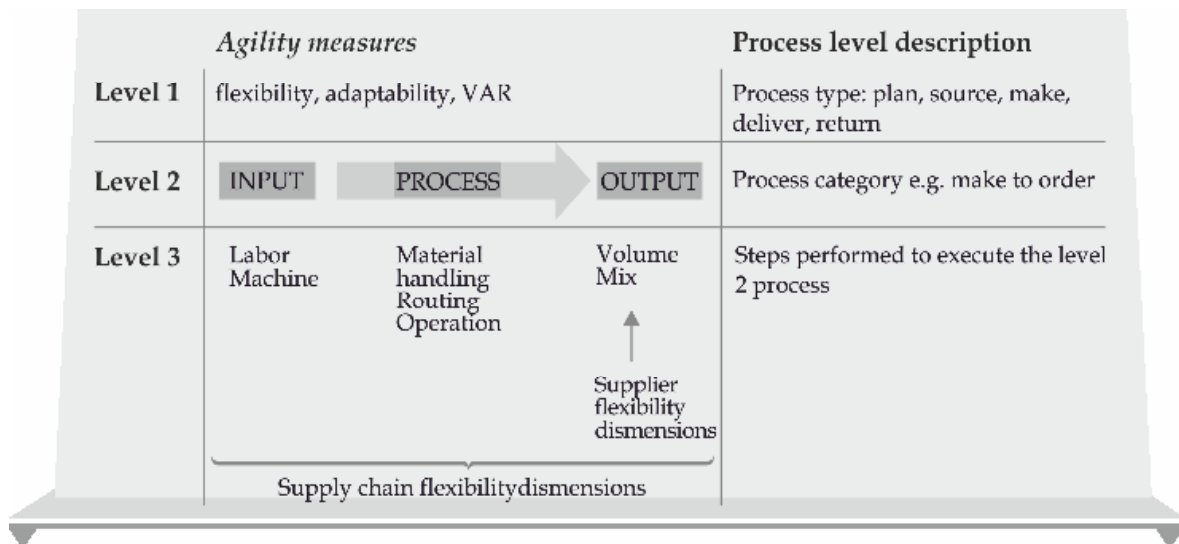 Agility measures
Process level description
Level 1
flexibility, adaptability, VAR
Process type: plan, source, make,
deliver, return
Level 2
INPUT
PROCESS
OUTPUT
Process category e.g. make to order
Level 3
Labor
Machine
Material
handling
Routing
Operation
Volume
Mix
Steps performed to execute the level
2 process
Supplier
flexibility
dismensions
Supply chain flexibilitydismensions